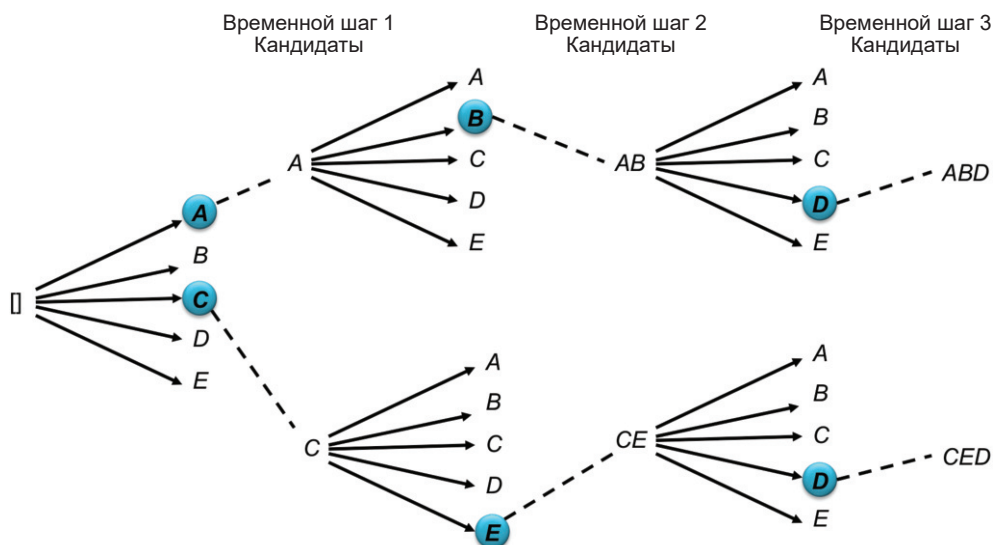 Временной шаг 1
Кандидаты
Временной шаг 2
Кандидаты
Временной шаг 3
Кандидаты
[]
A
B
C
D
E
A
A
B
C
D
E
AB
A
B
C
D
E
ABD
C
A
B
C
D
E
CE
A
B
C
D
E
CED